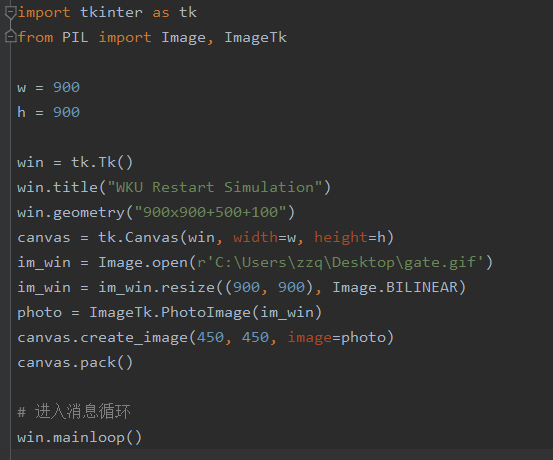 import tkinter as tk
from PIL import Image, ImageTk
w = 900
h = 900
win = tk.Tk()
win.title("WKU Restart Simulation")
win.geometry("900x900+500+100")
canvas = tk.Canvas(win, width=w, height=h)
im_win = Image.open(r'C:\Users\zzq\Desktop\gate.gif')
im_win = im_win.resize((900, 900), Image.BILINEAR)
photo = ImageTk.PhotoImage(im_win)
canvas.create_image(450, 450, image=photo)
canvas.pack()
# 进入消息循环
win.mainloop()